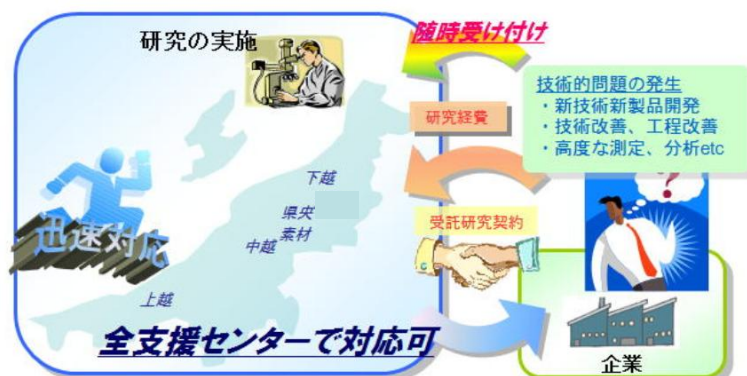 研究の実施
随時受け付け
技術的問題の発生
・新技術新製品開発
・技術改善、工程改善
・高度な測定、分析etc
研究経費
下越
県央
素材
中越
上越
受託研究契約
迅速対応
?
全支援センターで対応可
企業